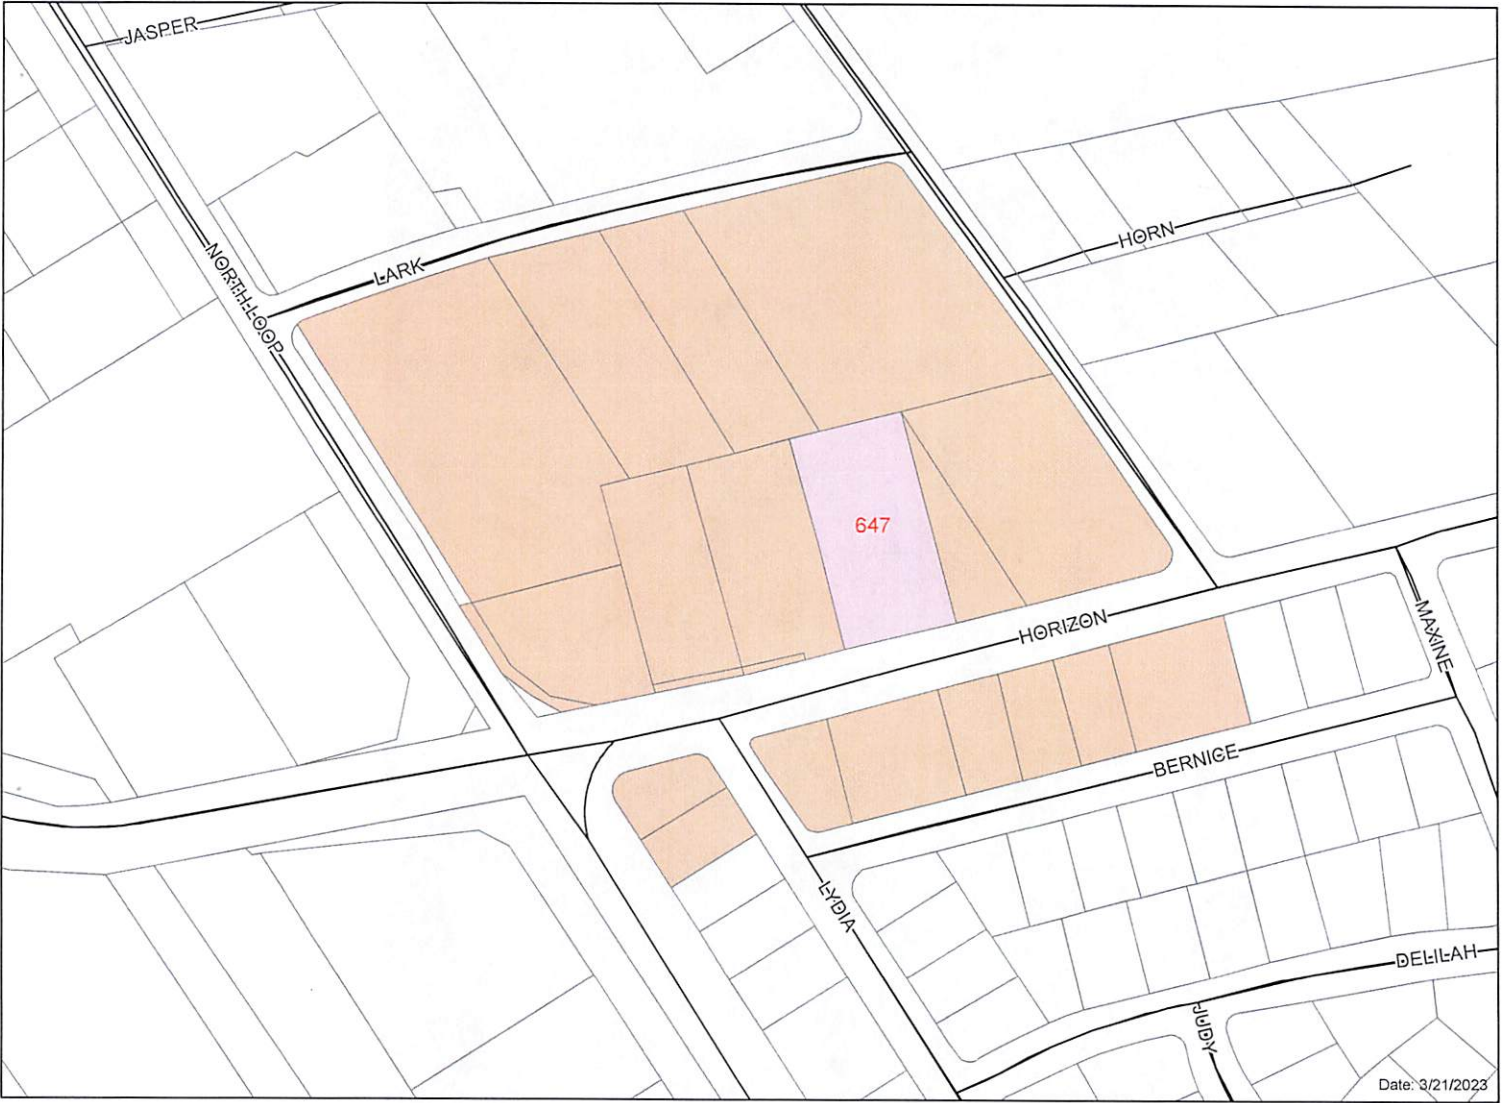 JASPER
HORN
NORTH LOOP
LARK
647
HORIZON
MAXINE
BERNICE
LYDIA
DELILAH
JUDY
Date: 3/21/2023